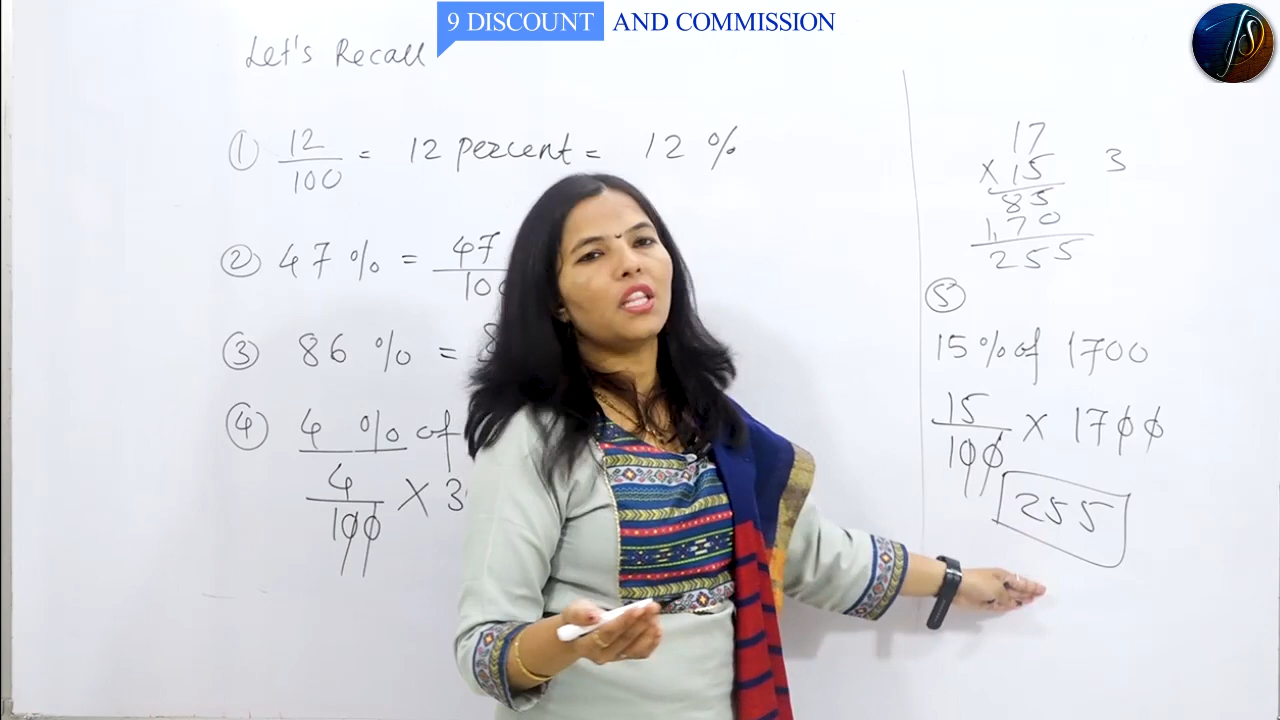 9 DISCOUNT AND COMMISSION
Let's Recall
① 12/100 = 12 percent = 12 %
② 47 % = 47
③ 86 % = 8
④ 4 % of
4/100 X 3
17 3
X 15
85
1,70
255
⑤
15 % of 1700
15/100 X 1700
255